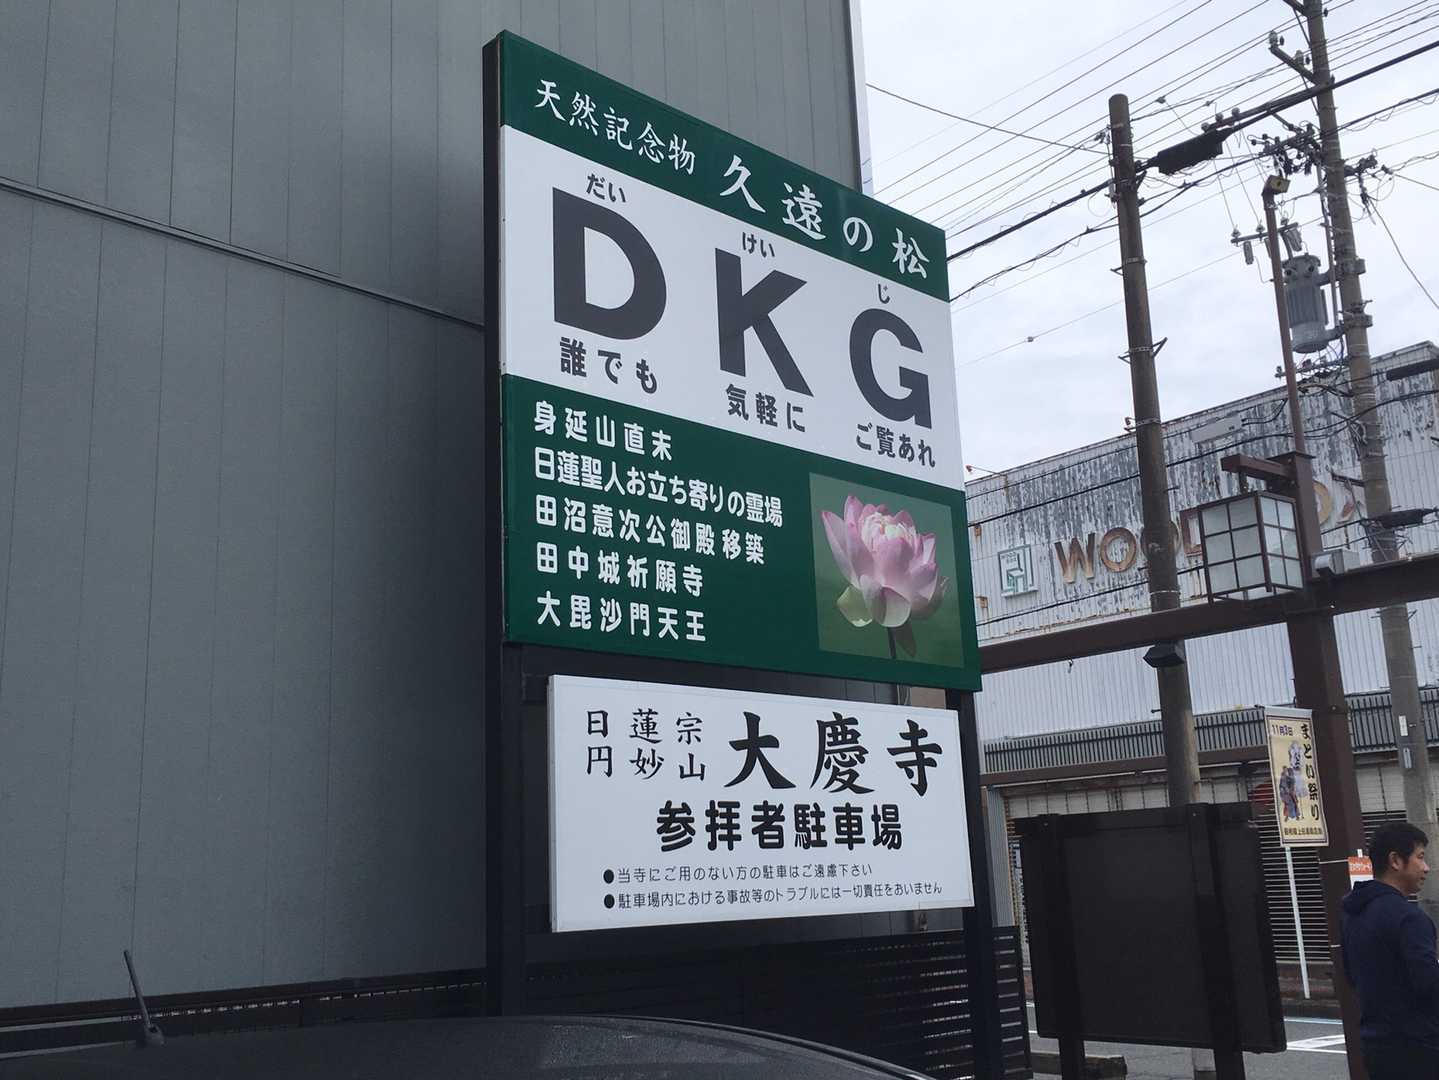 天然記念物 久遠の松
だい けい じ
D K G
誰でも 気軽に ご覧あれ
身延山直末
日蓮聖人お立ち寄りの霊場
田沼意次公御殿移築
田中城祈願寺
大毘沙門天王
日蓮宗
円妙山
大慶寺
参拝者駐車場
●当寺にご用のない方の駐車はご遠慮下さい
●駐車場内における事故等のトラブルには一切責任をおいません
WOOL
11月3日
まとい祭り